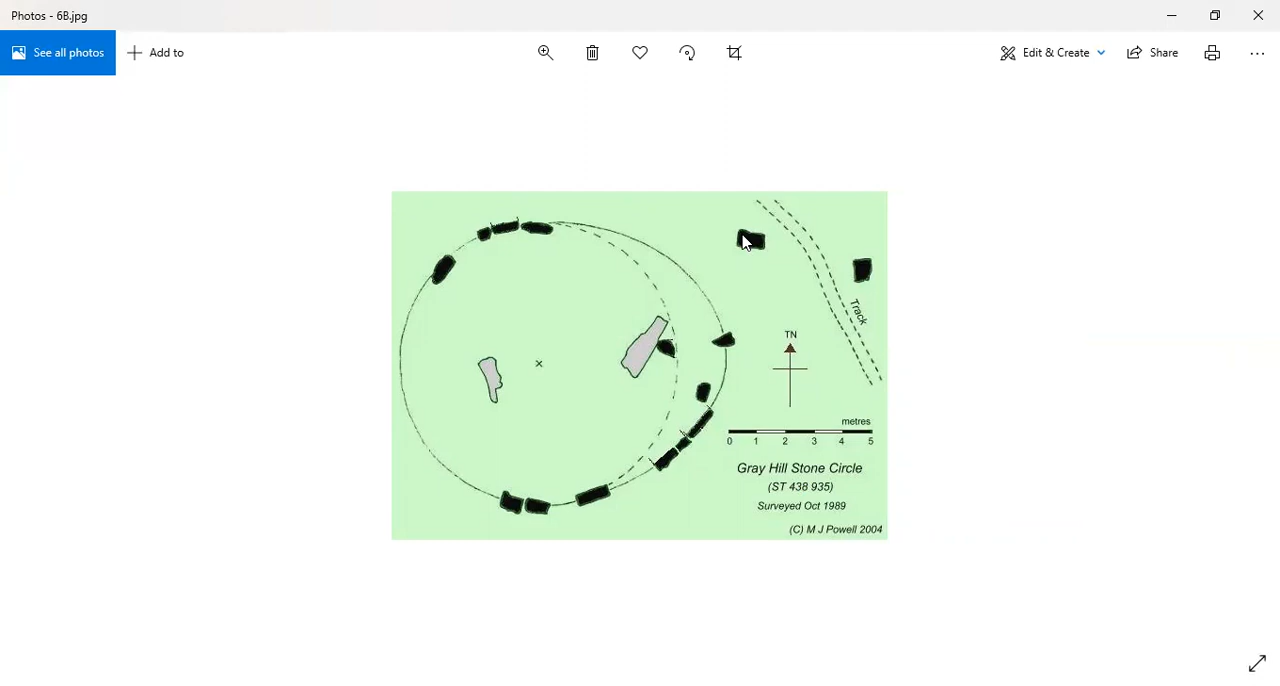 Photos - 6B.jpg
See all photos
Add to
Edit & Create
Share
Track
TN
metres
0 1 2 3 4 5
Gray Hill Stone Circle
(ST 438 935)
Surveyed Oct 1989
(C) M J Powell 2004